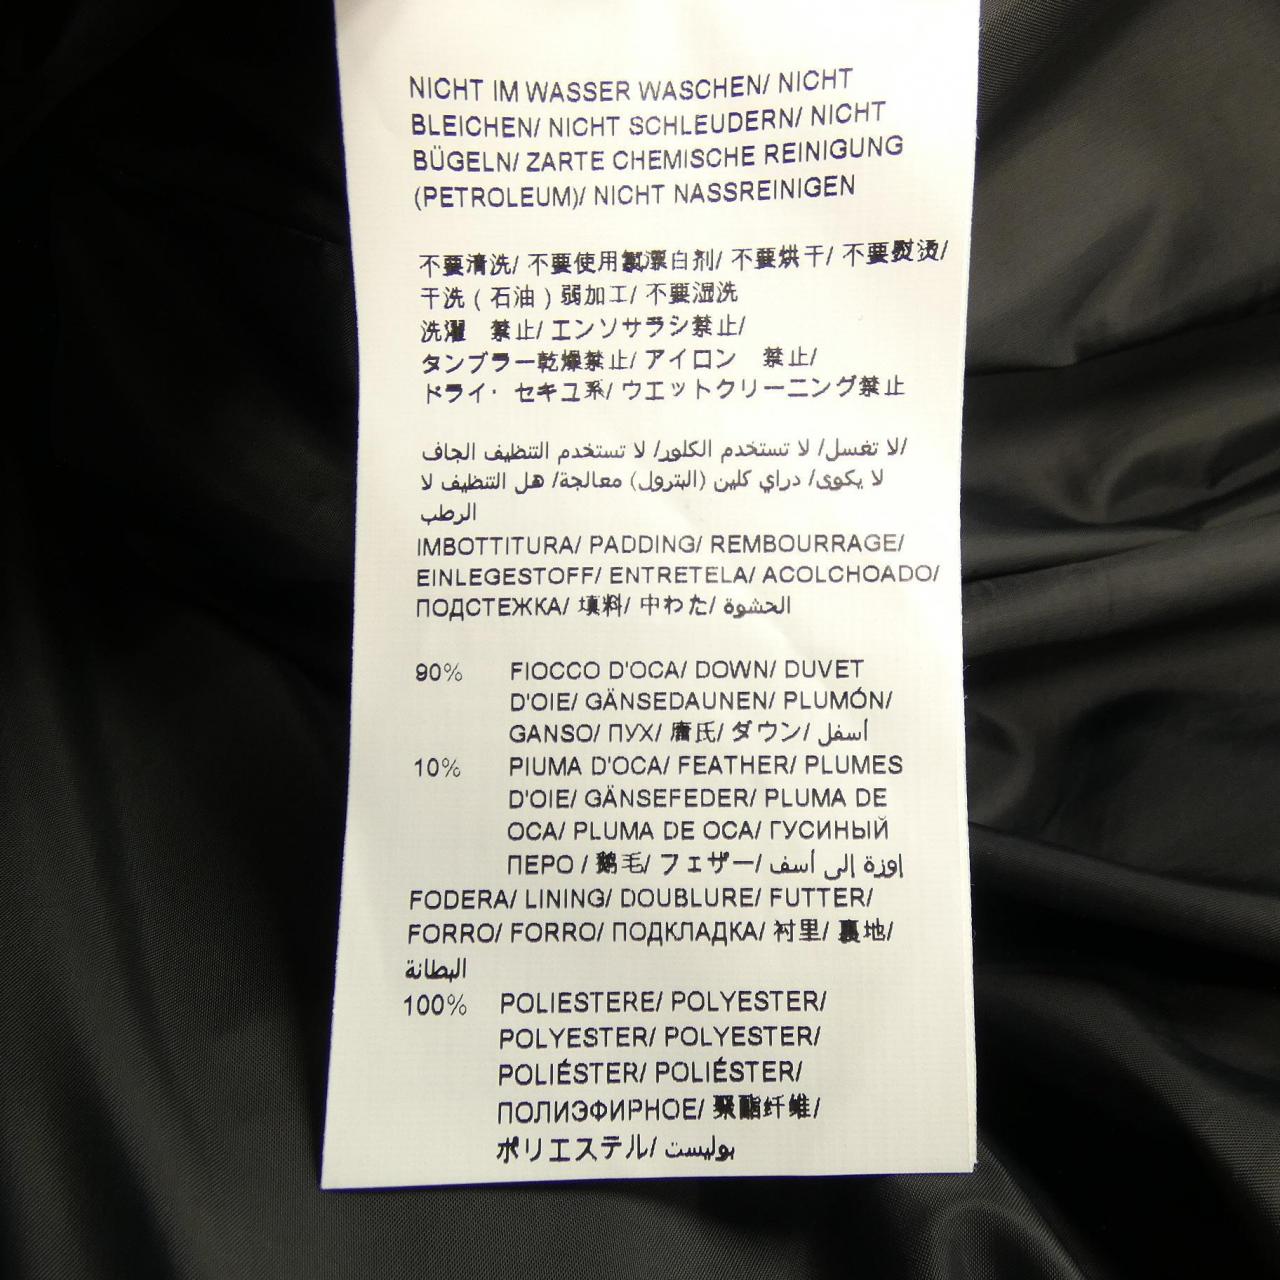 NICHT IM WASSER WASCHEN/ NICHT
BLEICHEN/ NICHT SCHLEUDERN/ NICHT
BÜGELN/ ZARTE CHEMISCHE REINIGUNG
(PETROLEUM)/ NICHT NASSREINIGEN
不要清洗/ 不要使用氯漂白剂/ 不要烘干/ 不要熨烫/
干洗 ( 石油 ) 弱加工/ 不要湿洗
洗濯 禁止/ エンソサラシ禁止/
タンブラー乾燥禁止/ アイロン 禁止/
ドライ· セキユ系/ ウエットクリーニング禁止
لا تغسل/ لا تستخدم الكلور/ لا تستخدم التنظيف الجاف/
لا يكوى/ دراي كلين (البترول) معالجة/ هل التنظيف لا
الرطب
IMBOTTITURA/ PADDING/ REMBOURRAGE/
EINLEGESTOFF/ ENTRETELA/ ACOLCHOADO/
ПОДСТЕЖКА/ 填料/ 中わた/ الحشوة
90% FIOCCO D'OCA/ DOWN/ DUVET
D'OIE/ GÄNSEDAUNEN/ PLUMÓN/
GANSO/ ПУХ/ 唐氏/ ダウン/ أسفل
10% PIUMA D'OCA/ FEATHER/ PLUMES
D'OIE/ GÄNSEFEDER/ PLUMA DE
OCA/ PLUMA DE OCA/ ГУСИНЫЙ
ПЕРО / 鹅毛/ フェザー/ إوزة إلى أسف
FODERA/ LINING/ DOUBLURE/ FUTTER/
FORRO/ FORRO/ ПОДКЛАДКА/ 衬里/ 裏地/
البطانة
100% POLIESTERE/ POLYESTER/
POLYESTER/ POLYESTER/
POLIÉSTER/ POLIÉSTER/
ПОЛИЭФИРНОЕ/ 聚酯纤维/
ポリエステル/ بوليست